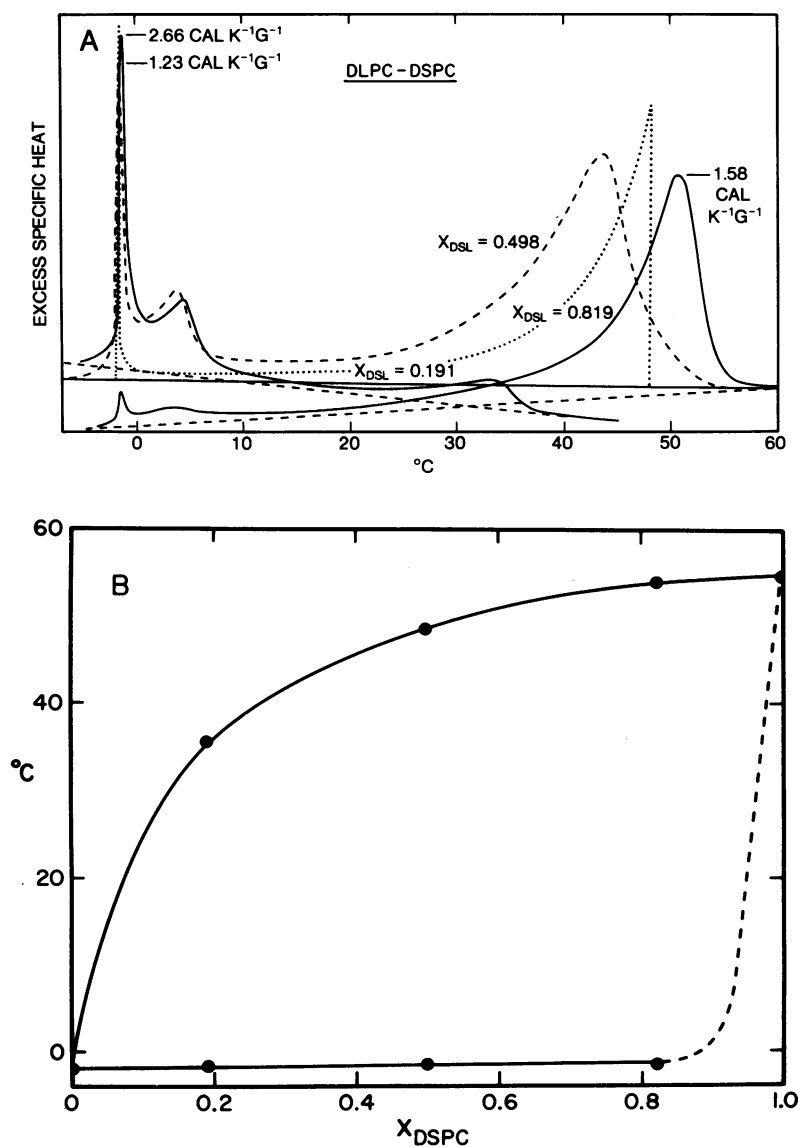 A
2.66 CAL K⁻¹G⁻¹
1.23 CAL K⁻¹G⁻¹
DLPC-DSPC
EXCESS SPECIFIC HEAT
1.58
CAL
K⁻¹G⁻¹
X_DSL = 0.498
X_DSL = 0.819
X_DSL = 0.191
0 10 20 30 40 50 60
°C
60
B
40
°C
20
0
0 0.2 0.4 0.6 0.8 1.0
X_DSPC